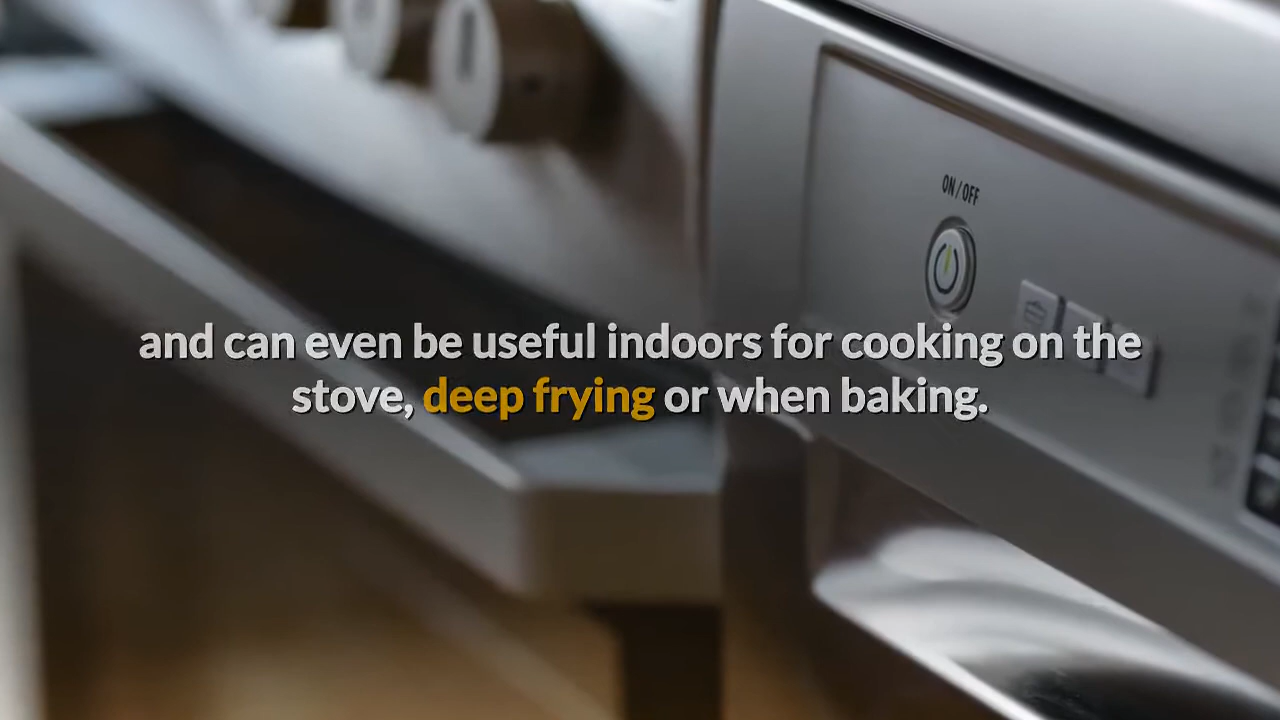 ON/OFF
and can even be useful indoors for cooking on the
stove, deep frying or when baking.